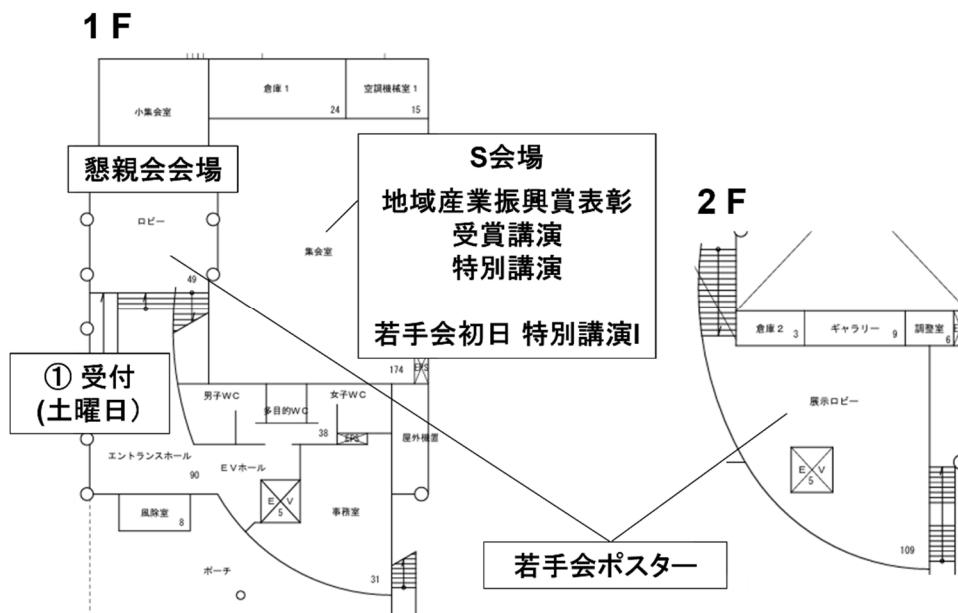 1 F
倉庫1
24
空調機械室1
15
小集会室
懇親会会場
S会場
地域産業振興賞表彰
受賞講演
特別講演
若手会初日 特別講演I
ロビー
49
集会室
174
EPS
① 受付
(土曜日)
男子WC
多目的WC
女子WC
38
EPS
屋外機置
エントランスホール
90
EVホール
EV
5
事務室
31
風除室
8
ポーチ
若手会ポスター
2 F
倉庫2
3
ギャラリー
9
調整室
6
展示ロビー
EV
5
109